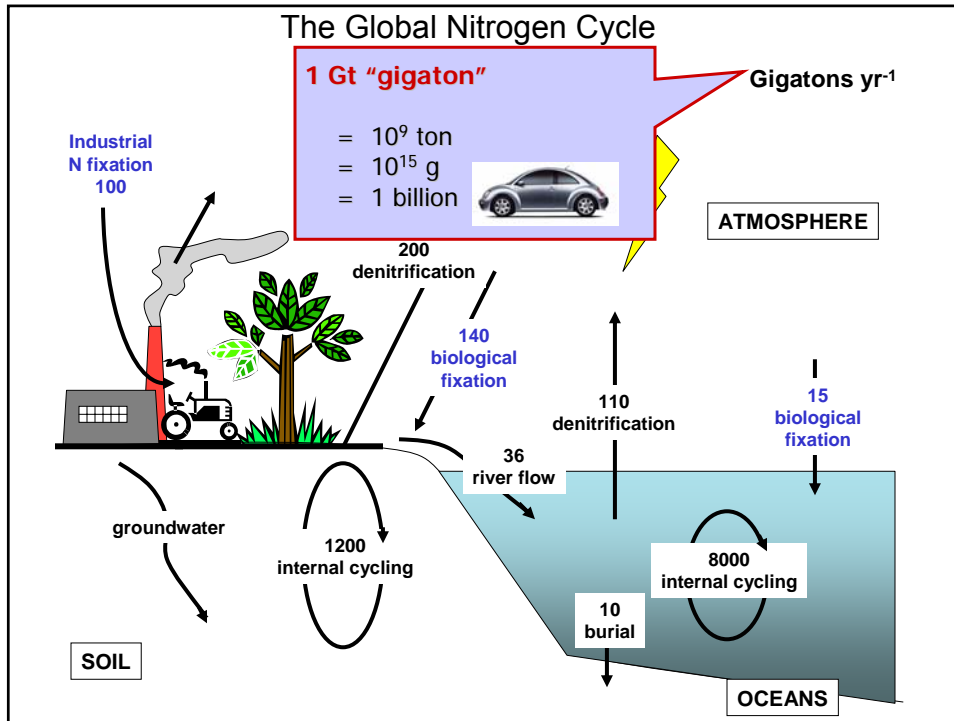 The Global Nitrogen Cycle
1 Gt “gigaton”
= 10⁹ ton
= 10¹⁵ g
= 1 billion
Gigatons yr⁻¹
Industrial
N fixation
100
ATMOSPHERE
200
denitrification
140
biological
fixation
110
denitrification
15
biological
fixation
36
river flow
groundwater
1200
internal cycling
8000
internal cycling
10
burial
SOIL
OCEANS